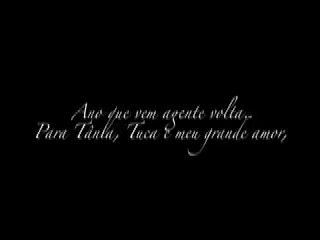 Ano que vem agente volta..
Para Tânia, Tuca e meu grande amor,